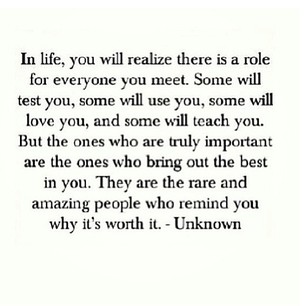 In life, you will realize there is a role
for everyone you meet. Some will
test you, some will use you, some will
love you, and some will teach you.
But the ones who are truly important
are the ones who bring out the best
in you. They are the rare and
amazing people who remind you
why it's worth it. - Unknown